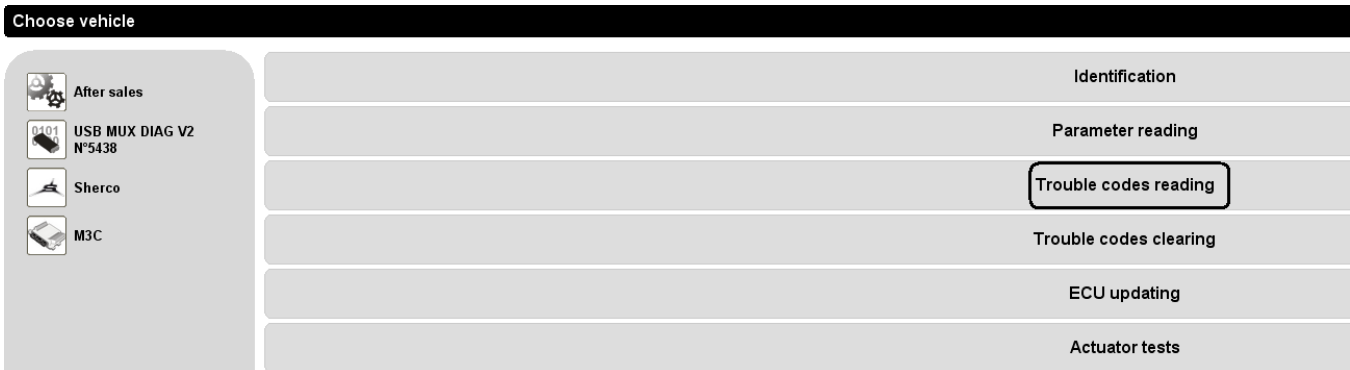 Choose vehicle
After sales
USB MUX DIAG V2
N°5438
Sherco
M3C
Identification
Parameter reading
Trouble codes reading
Trouble codes clearing
ECU updating
Actuator tests